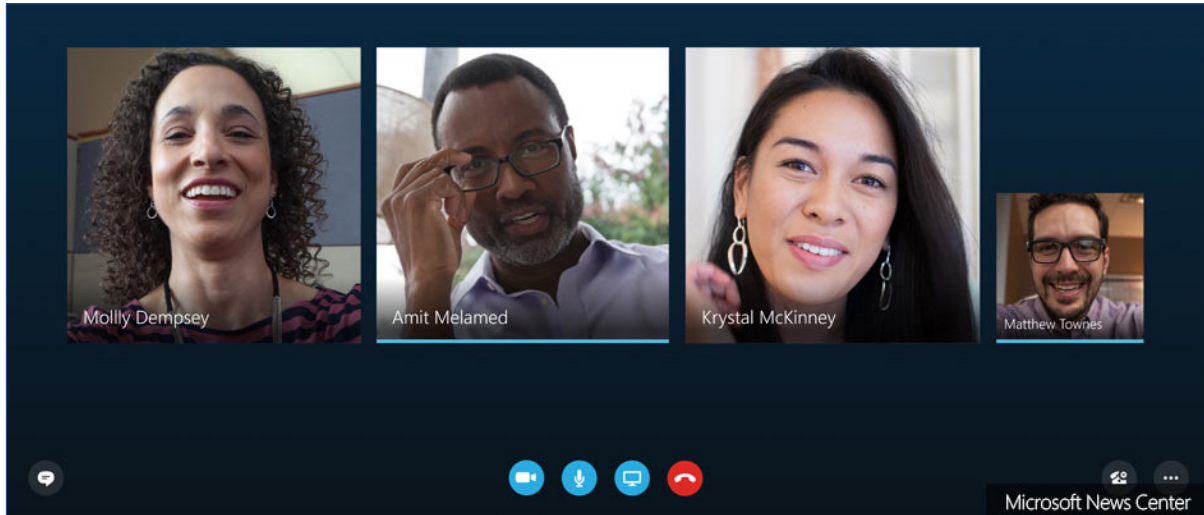 Mollly Dempsey
Amit Melamed
Krystal McKinney
Matthew Townes
Microsoft News Center